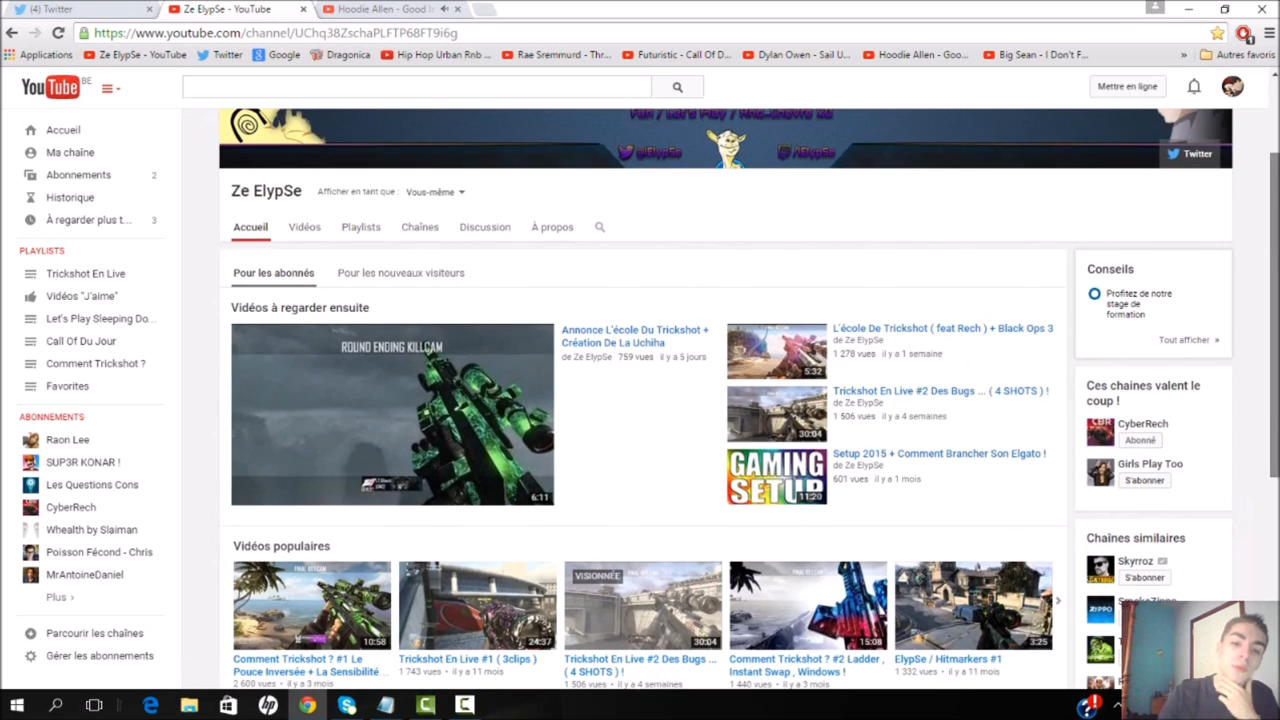 (4) Twitter
Ze ElypSe - YouTube
Hoodie Allen - Good I
https://www.youtube.com/channel/UChq38ZschaPLFTP68FT9i6g
Applications
Ze ElypSe - YouTube
Twitter
Google
Dragonica
Hip Hop Urban Rnb ...
Rae Sremmurd - Thr...
Futuristic - Call Of D...
Dylan Owen - Sail U...
Hoodie Allen - Goo...
Big Sean - I Don't F...
»
Autres favoris
YouTube BE
Mettre en ligne
Accueil
Ma chaîne
Abonnements 2
Historique
À regarder plus t... 3
PLAYLISTS
Trickshot En Live
Vidéos "J'aime"
Let's Play Sleeping Do...
Call Of Du Jour
Comment Trickshot ?
Favorites
ABONNEMENTS
Raon Lee
SUP3R KONAR !
Les Questions Cons
CyberRech
Whealth by Slaiman
Poisson Fécond - Chris
MrAntoineDaniel
Plus ›
Parcourir les chaînes
Gérer les abonnements
Twitter
Ze ElypSe
Afficher en tant que : Vous-même
Accueil
Vidéos
Playlists
Chaînes
Discussion
À propos
Pour les abonnés
Pour les nouveaux visiteurs
Vidéos à regarder ensuite
ROUND ENDING KILLCAM
6:11
Annonce L'école Du Trickshot +
Création De La Uchiha
de Ze ElypSe 759 vues il y a 5 jours
5:32
L'école De Trickshot ( feat Rech ) + Black Ops 3
de Ze ElypSe
1 278 vues il y a 1 semaine
30:04
Trickshot En Live #2 Des Bugs ... ( 4 SHOTS ) !
de Ze ElypSe
1 506 vues il y a 4 semaines
GAMING
SETUP
11:20
Setup 2015 + Comment Brancher Son Elgato !
de Ze ElypSe
601 vues il y a 1 mois
Vidéos populaires
10:58
Comment Trickshot ? #1 Le
Pouce Inversée + La Sensibilité...
2 600 vues • il y a 3 mois
24:37
Trickshot En Live #1 ( 3clips )
1 743 vues • il y a 11 mois
VISIONNÉE
30:04
Trickshot En Live #2 Des Bugs ...
( 4 SHOTS ) !
1 506 vues • il y a 4 semaines
15:08
Comment Trickshot ? #2 Ladder ,
Instant Swap , Windows !
1 440 vues • il y a 3 mois
3:25
ElypSe / Hitmarkers #1
1 332 vues • il y a 11 mois
Conseils
Profitez de notre
stage de
formation
Tout afficher »
Ces chaines valent le
coup !
CyberRech
Abonné
Girls Play Too
S'abonner
Chaînes similaires
Skyrroz
S'abonner
ZIPPO